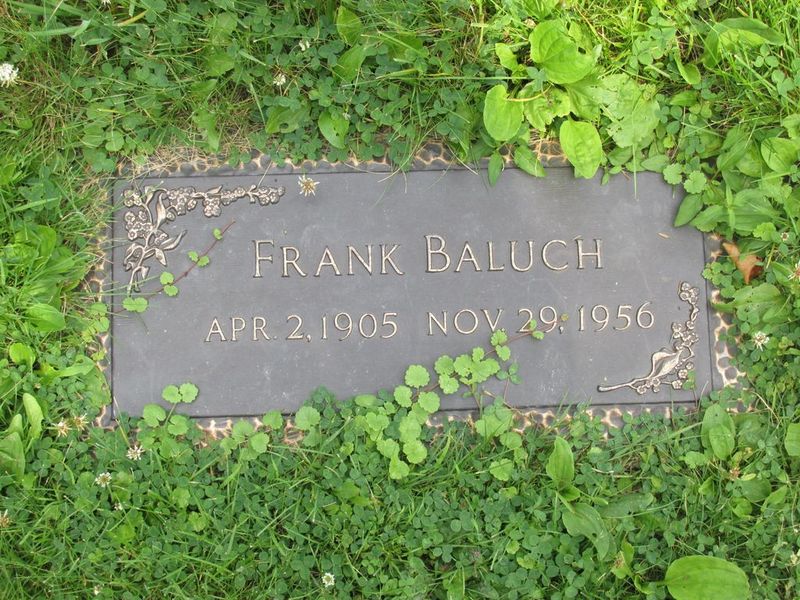 FRANK BALUCH
APR. 2, 1905 NOV. 29, 1956